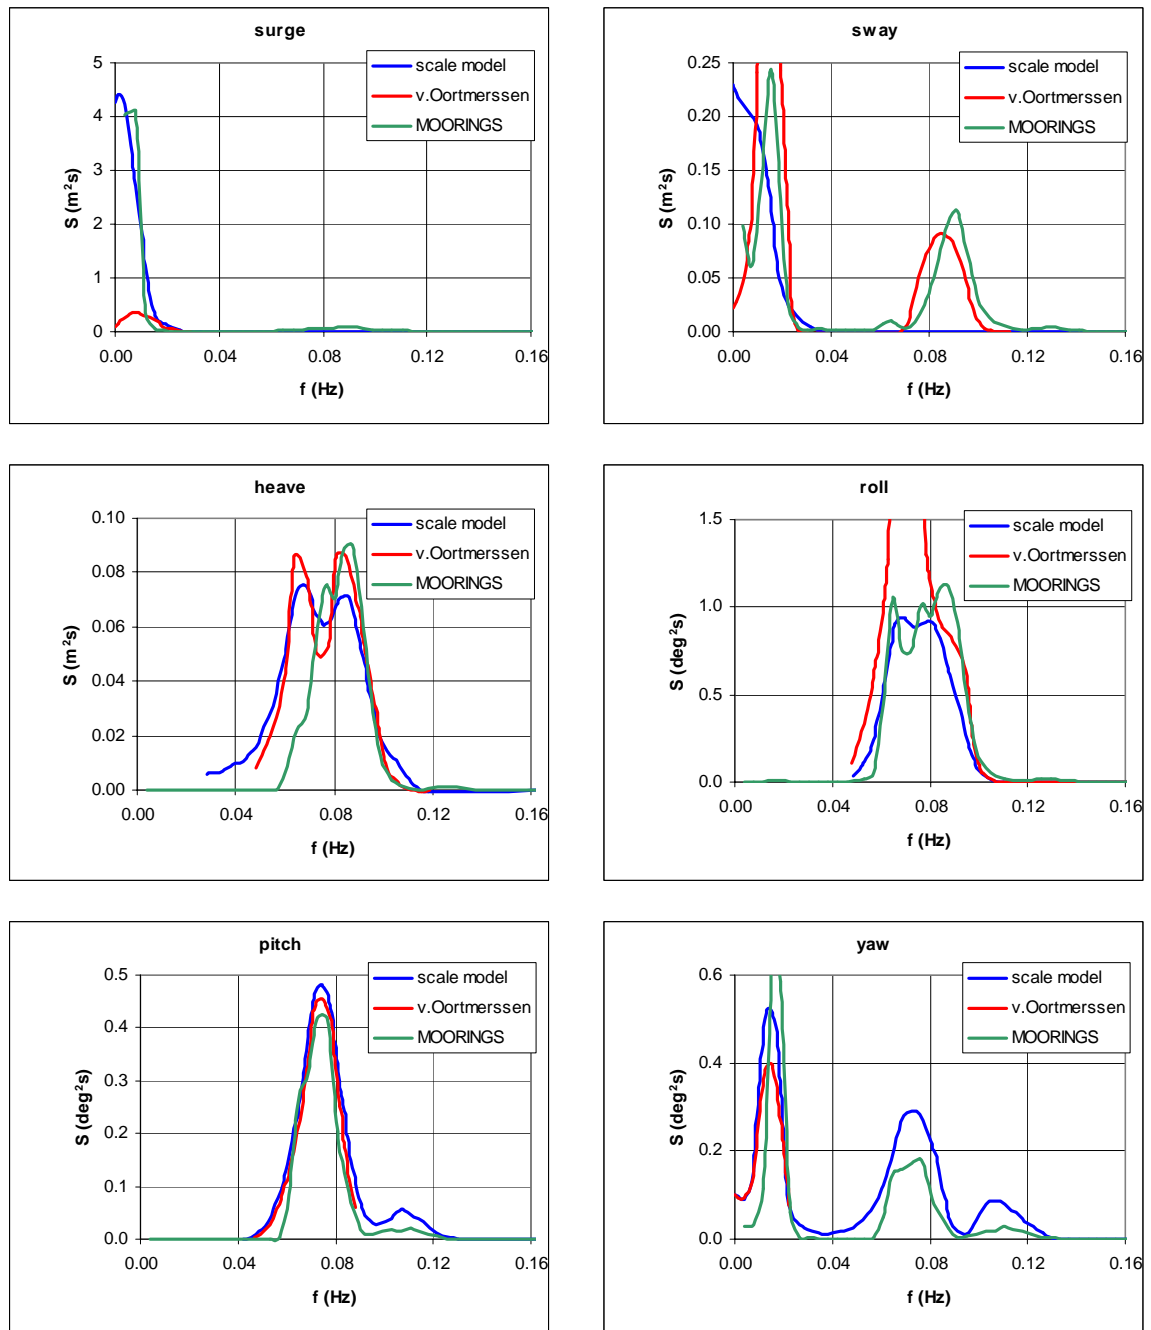 surge
5
4
3
2
1
0
S (m²s)
0.00 0.04 0.08 0.12 0.16
f (Hz)
scale model
v.Oortmerssen
MOORINGS
sway
0.25
0.20
0.15
0.10
0.05
0.00
S (m²s)
0.00 0.04 0.08 0.12 0.16
f (Hz)
scale model
v.Oortmerssen
MOORINGS
heave
0.10
0.08
0.06
0.04
0.02
0.00
S (m²s)
0.00 0.04 0.08 0.12 0.16
f (Hz)
scale model
v.Oortmerssen
MOORINGS
roll
1.5
1.0
0.5
0.0
S (deg²s)
0.00 0.04 0.08 0.12 0.16
f (Hz)
scale model
v.Oortmerssen
MOORINGS
pitch
0.5
0.4
0.3
0.2
0.1
0.0
S (deg²s)
0.00 0.04 0.08 0.12 0.16
f (Hz)
scale model
v.Oortmerssen
MOORINGS
yaw
0.6
0.4
0.2
0.0
S (deg²s)
0.00 0.04 0.08 0.12 0.16
f (Hz)
scale model
v.Oortmerssen
MOORINGS